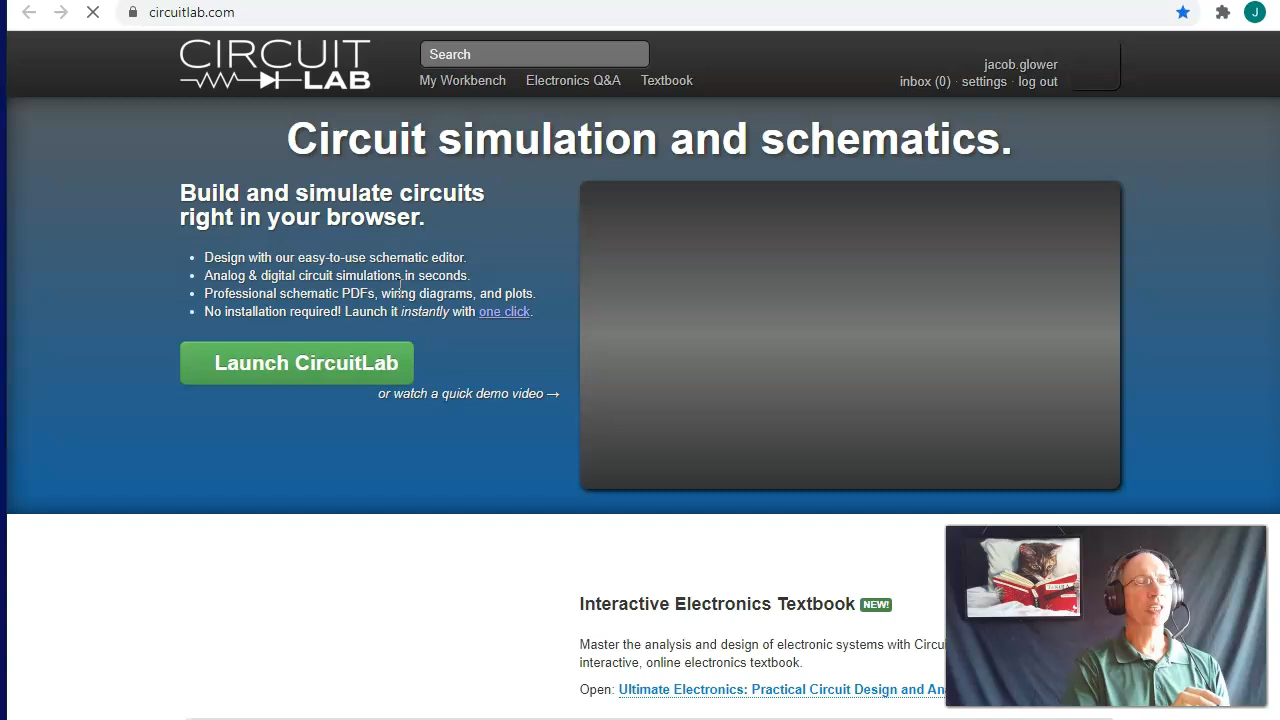 circuitlab.com
J
CIRCUIT
LAB
Search
My Workbench Electronics Q&A Textbook
jacob.glower
inbox (0) · settings · log out
Circuit simulation and schematics.
Build and simulate circuits
right in your browser.
• Design with our easy-to-use schematic editor.
• Analog & digital circuit simulations in seconds.
• Professional schematic PDFs, wiring diagrams, and plots.
• No installation required! Launch it instantly with one click.
Launch CircuitLab
or watch a quick demo video →
Interactive Electronics Textbook NEW!
Master the analysis and design of electronic systems with
interactive, online electronics textbook.
Open: Ultimate Electronics: Practical Circuit Design and